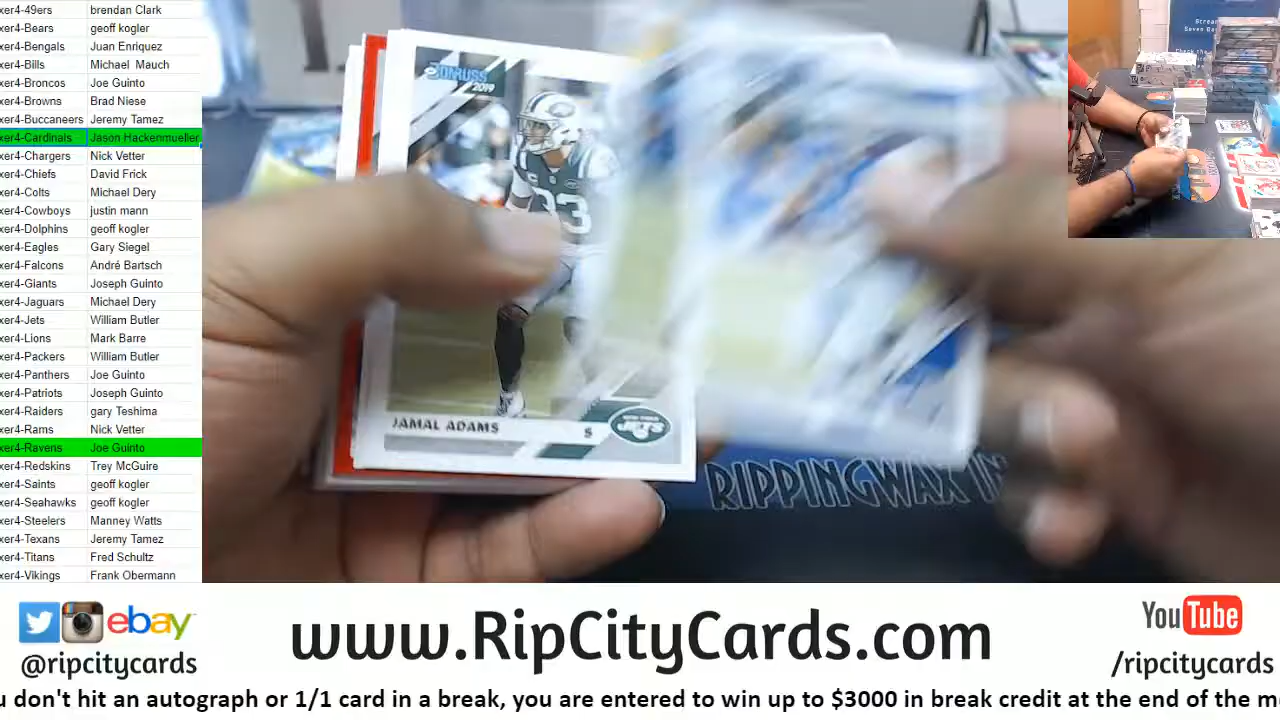 xer4-49ers brendan Clark
xer4-Bears geoff kogler
xer4-Bengals Juan Enriquez
xer4-Bills Michael Mauch
xer4-Broncos Joe Guinto
xer4-Browns Brad Niese
xer4-Buccaneers Jeremy Tamez
xer4-Cardinals Jason Hackenmueller
xer4-Chargers Nick Vetter
xer4-Chiefs David Frick
xer4-Colts Michael Dery
xer4-Cowboys justin mann
xer4-Dolphins geoff kogler
xer4-Eagles Gary Siegel
xer4-Falcons André Bartsch
xer4-Giants Joseph Guinto
xer4-Jaguars Michael Dery
xer4-Jets William Butler
xer4-Lions Mark Barre
xer4-Packers William Butler
xer4-Panthers Joe Guinto
xer4-Patriots Joseph Guinto
xer4-Raiders gary Teshima
xer4-Rams Nick Vetter
xer4-Ravens Joe Guinto
xer4-Redskins Trey McGuire
xer4-Saints geoff kogler
xer4-Seahawks geoff kogler
xer4-Steelers Manney Watts
xer4-Texans Jeremy Tamez
xer4-Titans Fred Schultz
xer4-Vikings Frank Obermann
DONRUSS
2019
33
JAMAL ADAMS S
JETS
RIPPINGWAX IN
ebay
@ripcitycards
www.RipCityCards.com
YouTube
/ripcitycards
u don't hit an autograph or 1/1 card in a break, you are entered to win up to $3000 in break credit at the end of the m